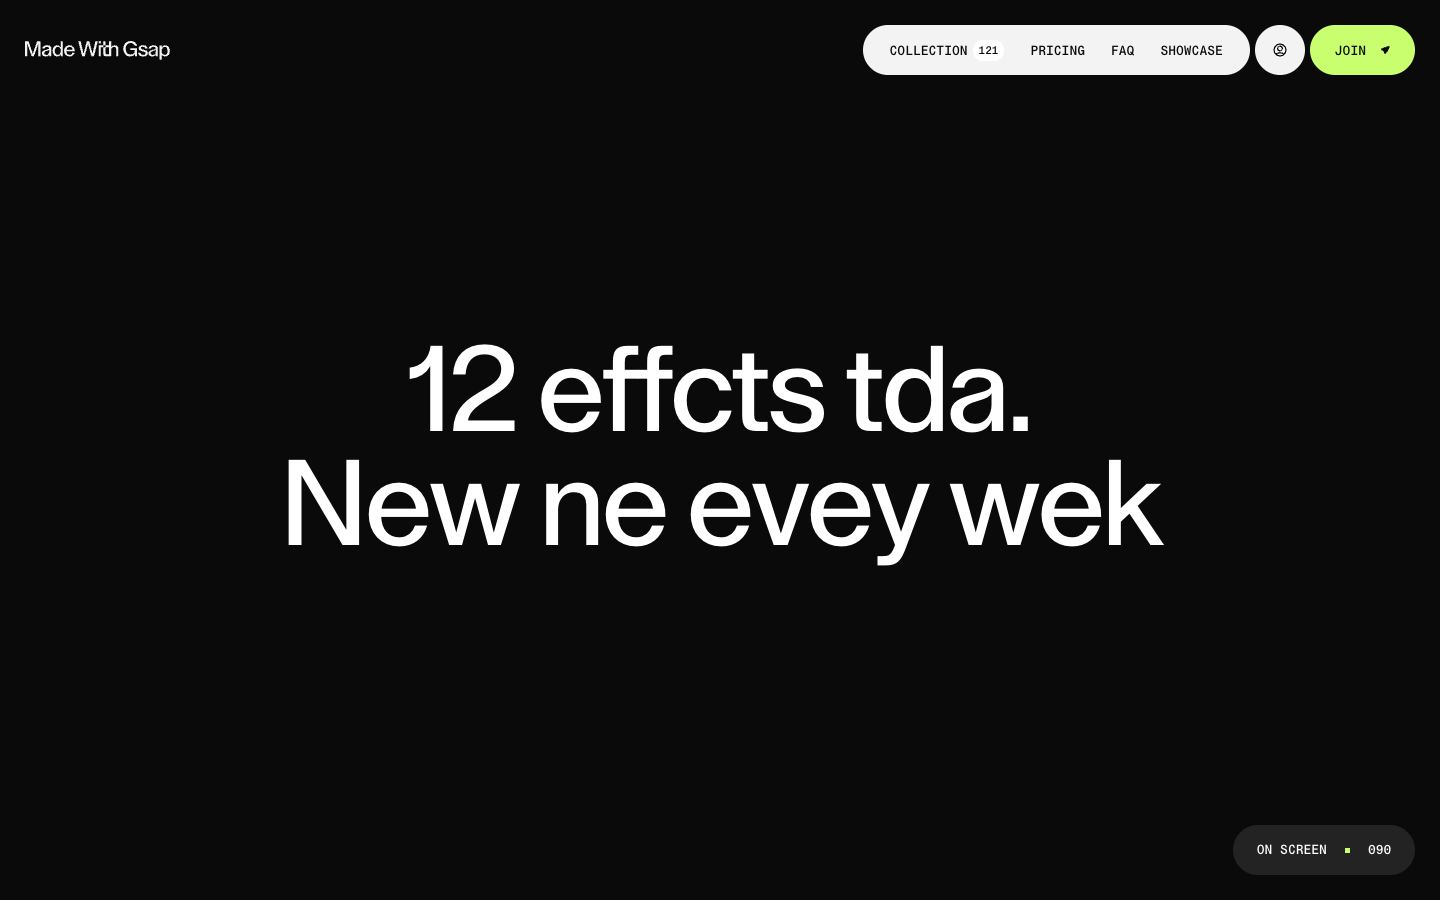 Made With Gsap
COLLECTION 121 PRICING FAQ SHOWCASE JOIN
12 effcts tda.
New ne evey wek
ON SCREEN 090